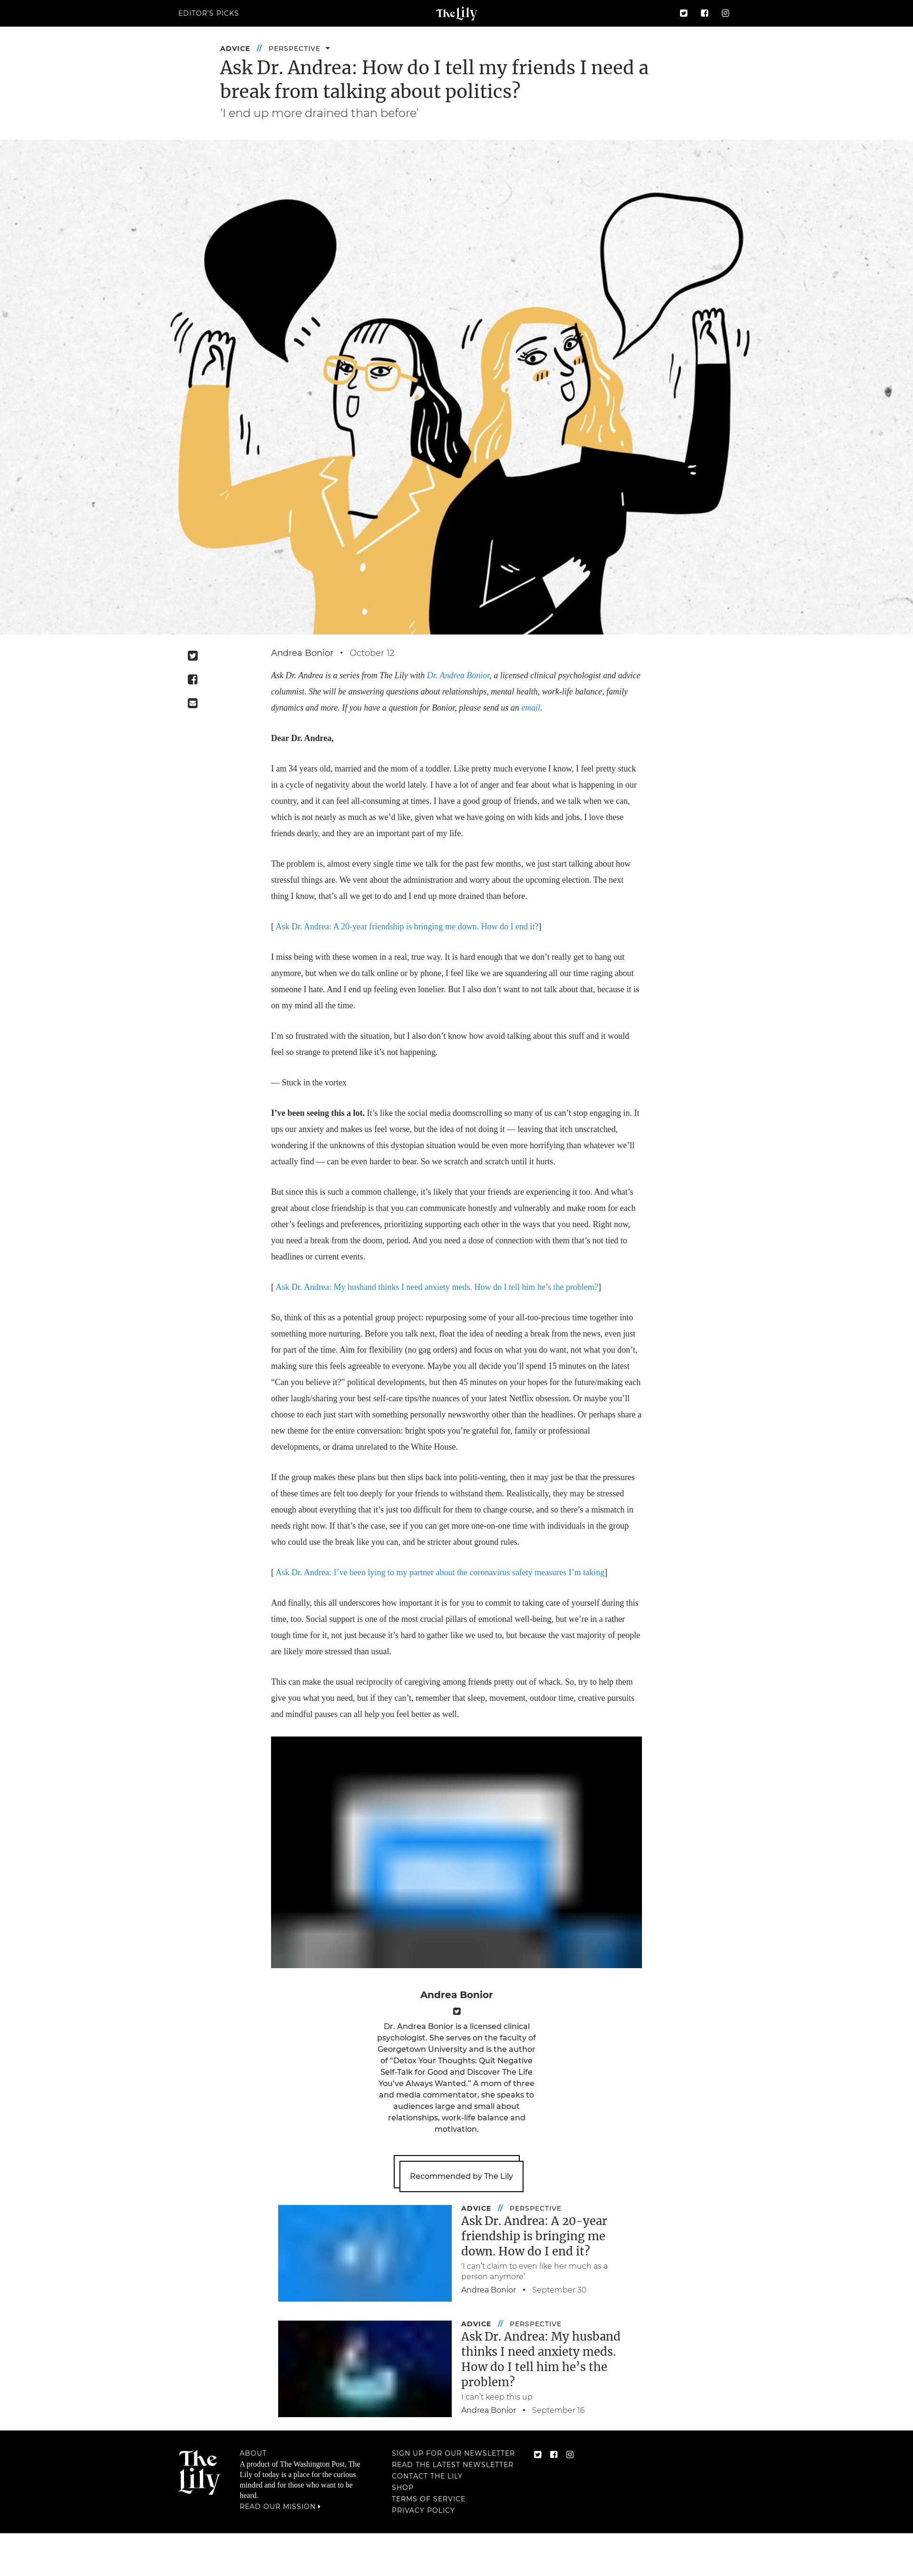 EDITOR'S PICKS
The Lily
ADVICE // PERSPECTIVE
Ask Dr. Andrea: How do I tell my friends I need a
break from talking about politics?
‘I end up more drained than before’
Andrea Bonior • October 12
Ask Dr. Andrea is a series from The Lily with Dr. Andrea Bonior, a licensed clinical psychologist and advice
columnist. She will be answering questions about relationships, mental health, work-life balance, family
dynamics and more. If you have a question for Bonior, please send us an email.
Dear Dr. Andrea,
I am 34 years old, married and the mom of a toddler. Like pretty much everyone I know, I feel pretty stuck
in a cycle of negativity about the world lately. I have a lot of anger and fear about what is happening in our
country, and it can feel all-consuming at times. I have a good group of friends, and we talk when we can,
which is not nearly as much as we’d like, given what we have going on with kids and jobs. I love these
friends dearly, and they are an important part of my life.
The problem is, almost every single time we talk for the past few months, we just start talking about how
stressful things are. We vent about the administration and worry about the upcoming election. The next
thing I know, that’s all we get to do and I end up more drained than before.
[ Ask Dr. Andrea: A 20-year friendship is bringing me down. How do I end it?]
I miss being with these women in a real, true way. It is hard enough that we don’t really get to hang out
anymore, but when we do talk online or by phone, I feel like we are squandering all our time raging about
someone I hate. And I end up feeling even lonelier. But I also don’t want to not talk about that, because it is
on my mind all the time.
I’m so frustrated with the situation, but I also don’t know how avoid talking about this stuff and it would
feel so strange to pretend like it’s not happening.
— Stuck in the vortex
I’ve been seeing this a lot. It’s like the social media doomscrolling so many of us can’t stop engaging in. It
ups our anxiety and makes us feel worse, but the idea of not doing it — leaving that itch unscratched,
wondering if the unknowns of this dystopian situation would be even more horrifying than whatever we’ll
actually find — can be even harder to bear. So we scratch and scratch until it hurts.
But since this is such a common challenge, it’s likely that your friends are experiencing it too. And what’s
great about close friendship is that you can communicate honestly and vulnerably and make room for each
other’s feelings and preferences, prioritizing supporting each other in the ways that you need. Right now,
you need a break from the doom, period. And you need a dose of connection with them that’s not tied to
headlines or current events.
[ Ask Dr. Andrea: My husband thinks I need anxiety meds. How do I tell him he’s the problem?]
So, think of this as a potential group project: repurposing some of your all-too-precious time together into
something more nurturing. Before you talk next, float the idea of needing a break from the news, even just
for part of the time. Aim for flexibility (no gag orders) and focus on what you do want, not what you don’t,
making sure this feels agreeable to everyone. Maybe you all decide you’ll spend 15 minutes on the latest
“Can you believe it?” political developments, but then 45 minutes on your hopes for the future/making each
other laugh/sharing your best self-care tips/the nuances of your latest Netflix obsession. Or maybe you’ll
choose to each just start with something personally newsworthy other than the headlines. Or perhaps share a
new theme for the entire conversation: bright spots you’re grateful for, family or professional
developments, or drama unrelated to the White House.
If the group makes these plans but then slips back into politi-venting, then it may just be that the pressures
of these times are felt too deeply for your friends to withstand them. Realistically, they may be stressed
enough about everything that it’s just too difficult for them to change course, and so there’s a mismatch in
needs right now. If that’s the case, see if you can get more one-on-one time with individuals in the group
who could use the break like you can, and be stricter about ground rules.
[ Ask Dr. Andrea: I’ve been lying to my partner about the coronavirus safety measures I’m taking]
And finally, this all underscores how important it is for you to commit to taking care of yourself during this
time, too. Social support is one of the most crucial pillars of emotional well-being, but we’re in a rather
tough time for it, not just because it’s hard to gather like we used to, but because the vast majority of people
are likely more stressed than usual.
This can make the usual reciprocity of caregiving among friends pretty out of whack. So, try to help them
give you what you need, but if they can’t, remember that sleep, movement, outdoor time, creative pursuits
and mindful pauses can all help you feel better as well.
Andrea Bonior
Dr. Andrea Bonior is a licensed clinical
psychologist. She serves on the faculty of
Georgetown University and is the author
of “Detox Your Thoughts: Quit Negative
Self-Talk for Good and Discover The Life
You’ve Always Wanted.” A mom of three
and media commentator, she speaks to
audiences large and small about
relationships, work-life balance and
motivation.
Recommended by The Lily
ADVICE // PERSPECTIVE
Ask Dr. Andrea: A 20-year
friendship is bringing me
down. How do I end it?
‘I can’t claim to even like her much as a
person anymore’
Andrea Bonior • September 30
ADVICE // PERSPECTIVE
Ask Dr. Andrea: My husband
thinks I need anxiety meds.
How do I tell him he’s the
problem?
I can’t keep this up
Andrea Bonior • September 16
The
Lily
ABOUT
A product of The Washington Post, The
Lily of today is a place for the curious
minded and for those who want to be
heard.
READ OUR MISSION
SIGN UP FOR OUR NEWSLETTER
READ THE LATEST NEWSLETTER
CONTACT THE LILY
SHOP
TERMS OF SERVICE
PRIVACY POLICY